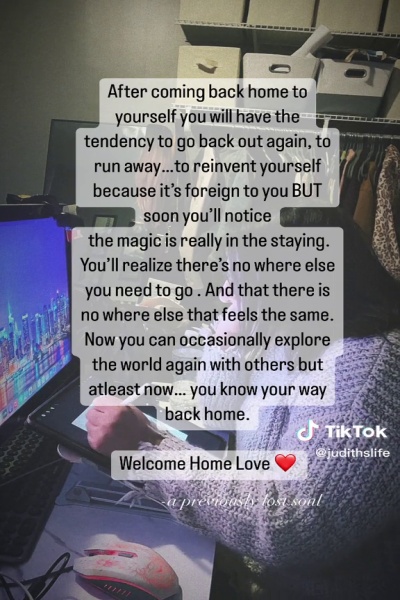 After coming back home to
yourself you will have the
tendency to go back out again, to
run away...to reinvent yourself
because it's foreign to you BUT
soon you'll notice
the magic is really in the staying.
You'll realize there's no where else
you need to go . And that there is
no where else that feels the same.
Now you can occasionally explore
the world again with others but
atleast now... you know your way
back home.
Welcome Home Love ❤️
-a previously lost soul
TikTok
@judithslife